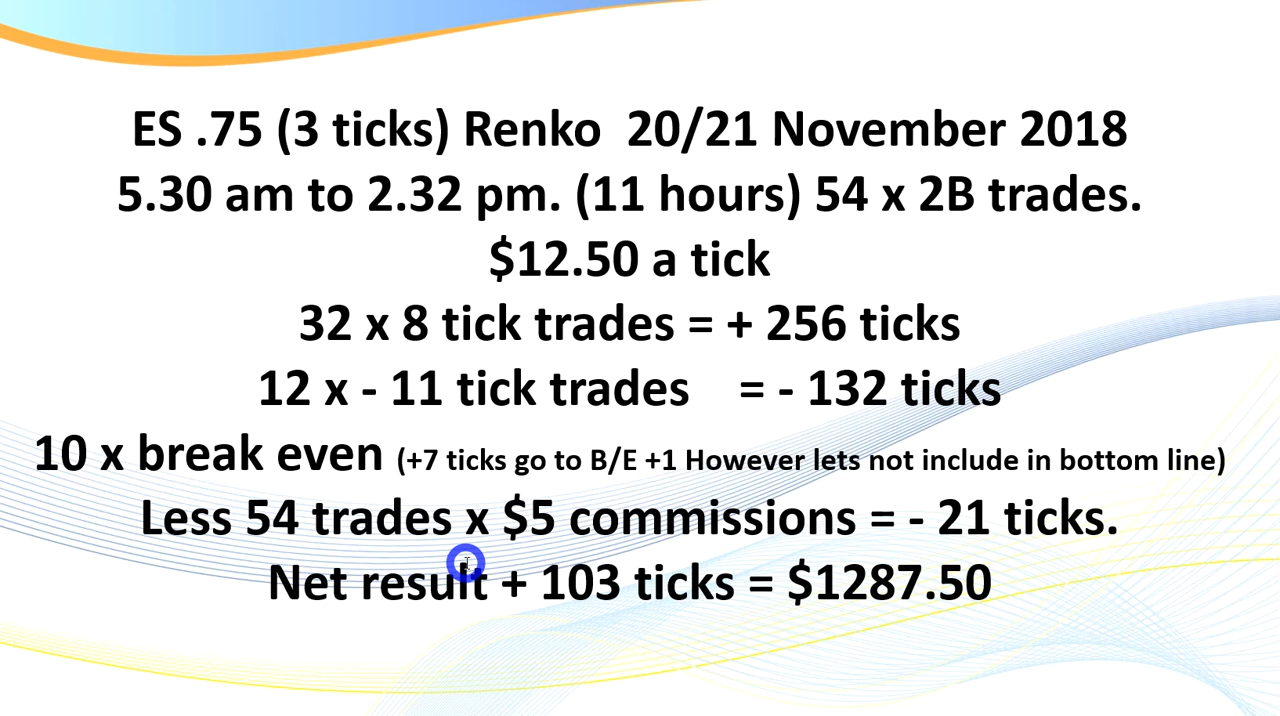 ES .75 (3 ticks) Renko  20/21 November 2018
5.30 am to 2.32 pm. (11 hours) 54 x 2B trades.
$12.50 a tick
32 x 8 tick trades = + 256 ticks
12 x - 11 tick trades    = - 132 ticks
10 x break even (+7 ticks go to B/E +1 However lets not include in bottom line)
Less 54 trades x $5 commissions = - 21 ticks.
Net result + 103 ticks = $1287.50